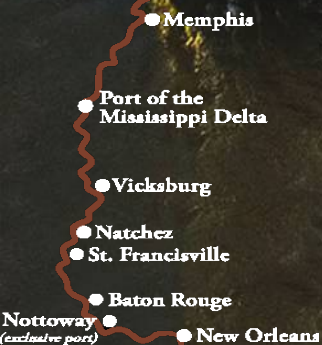 Memphis
Port of the
Mississippi Delta
Vicksburg
Natchez
St. Francisville
Baton Rouge
Nottoway
(exclusive port)
New Orleans